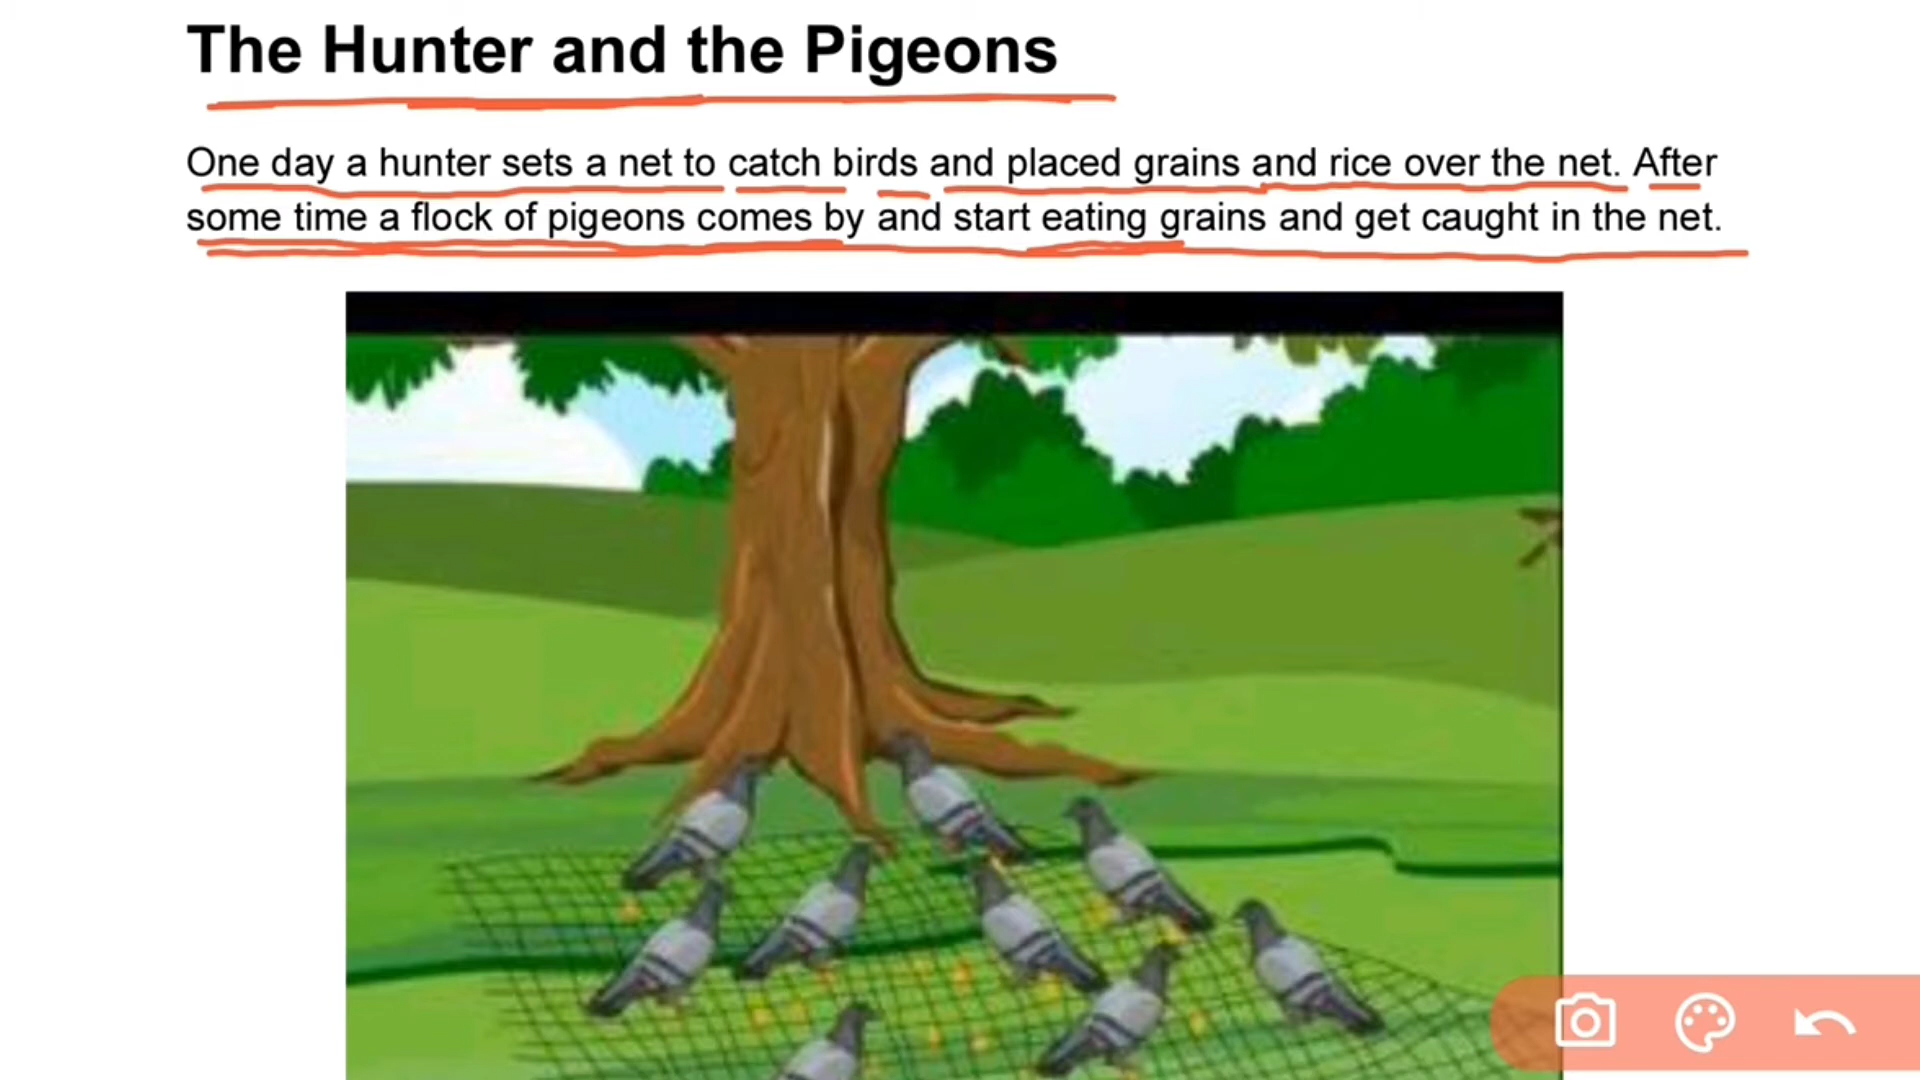 The Hunter and the Pigeons
One day a hunter sets a net to catch birds and placed grains and rice over the net. After
some time a flock of pigeons comes by and start eating grains and get caught in the net.